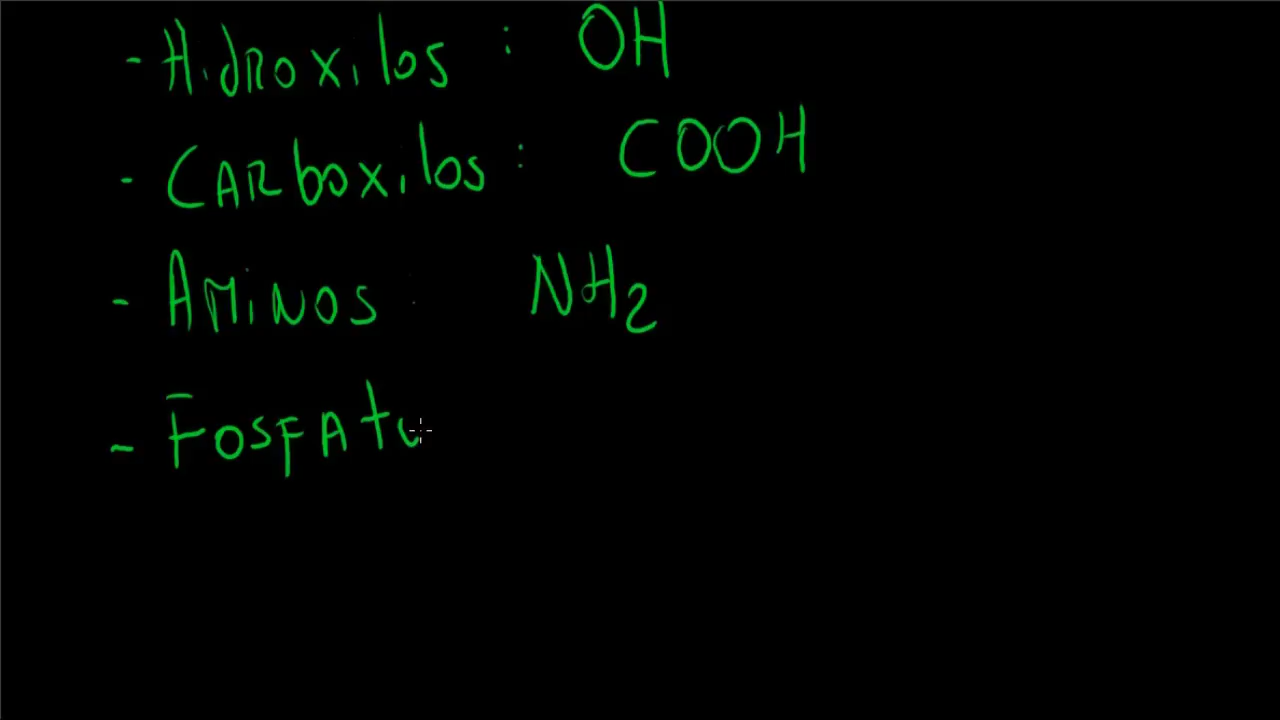 - Hidroxilos : OH
- Carboxilos : COOH
- Aminos : NH2
- Fosfato